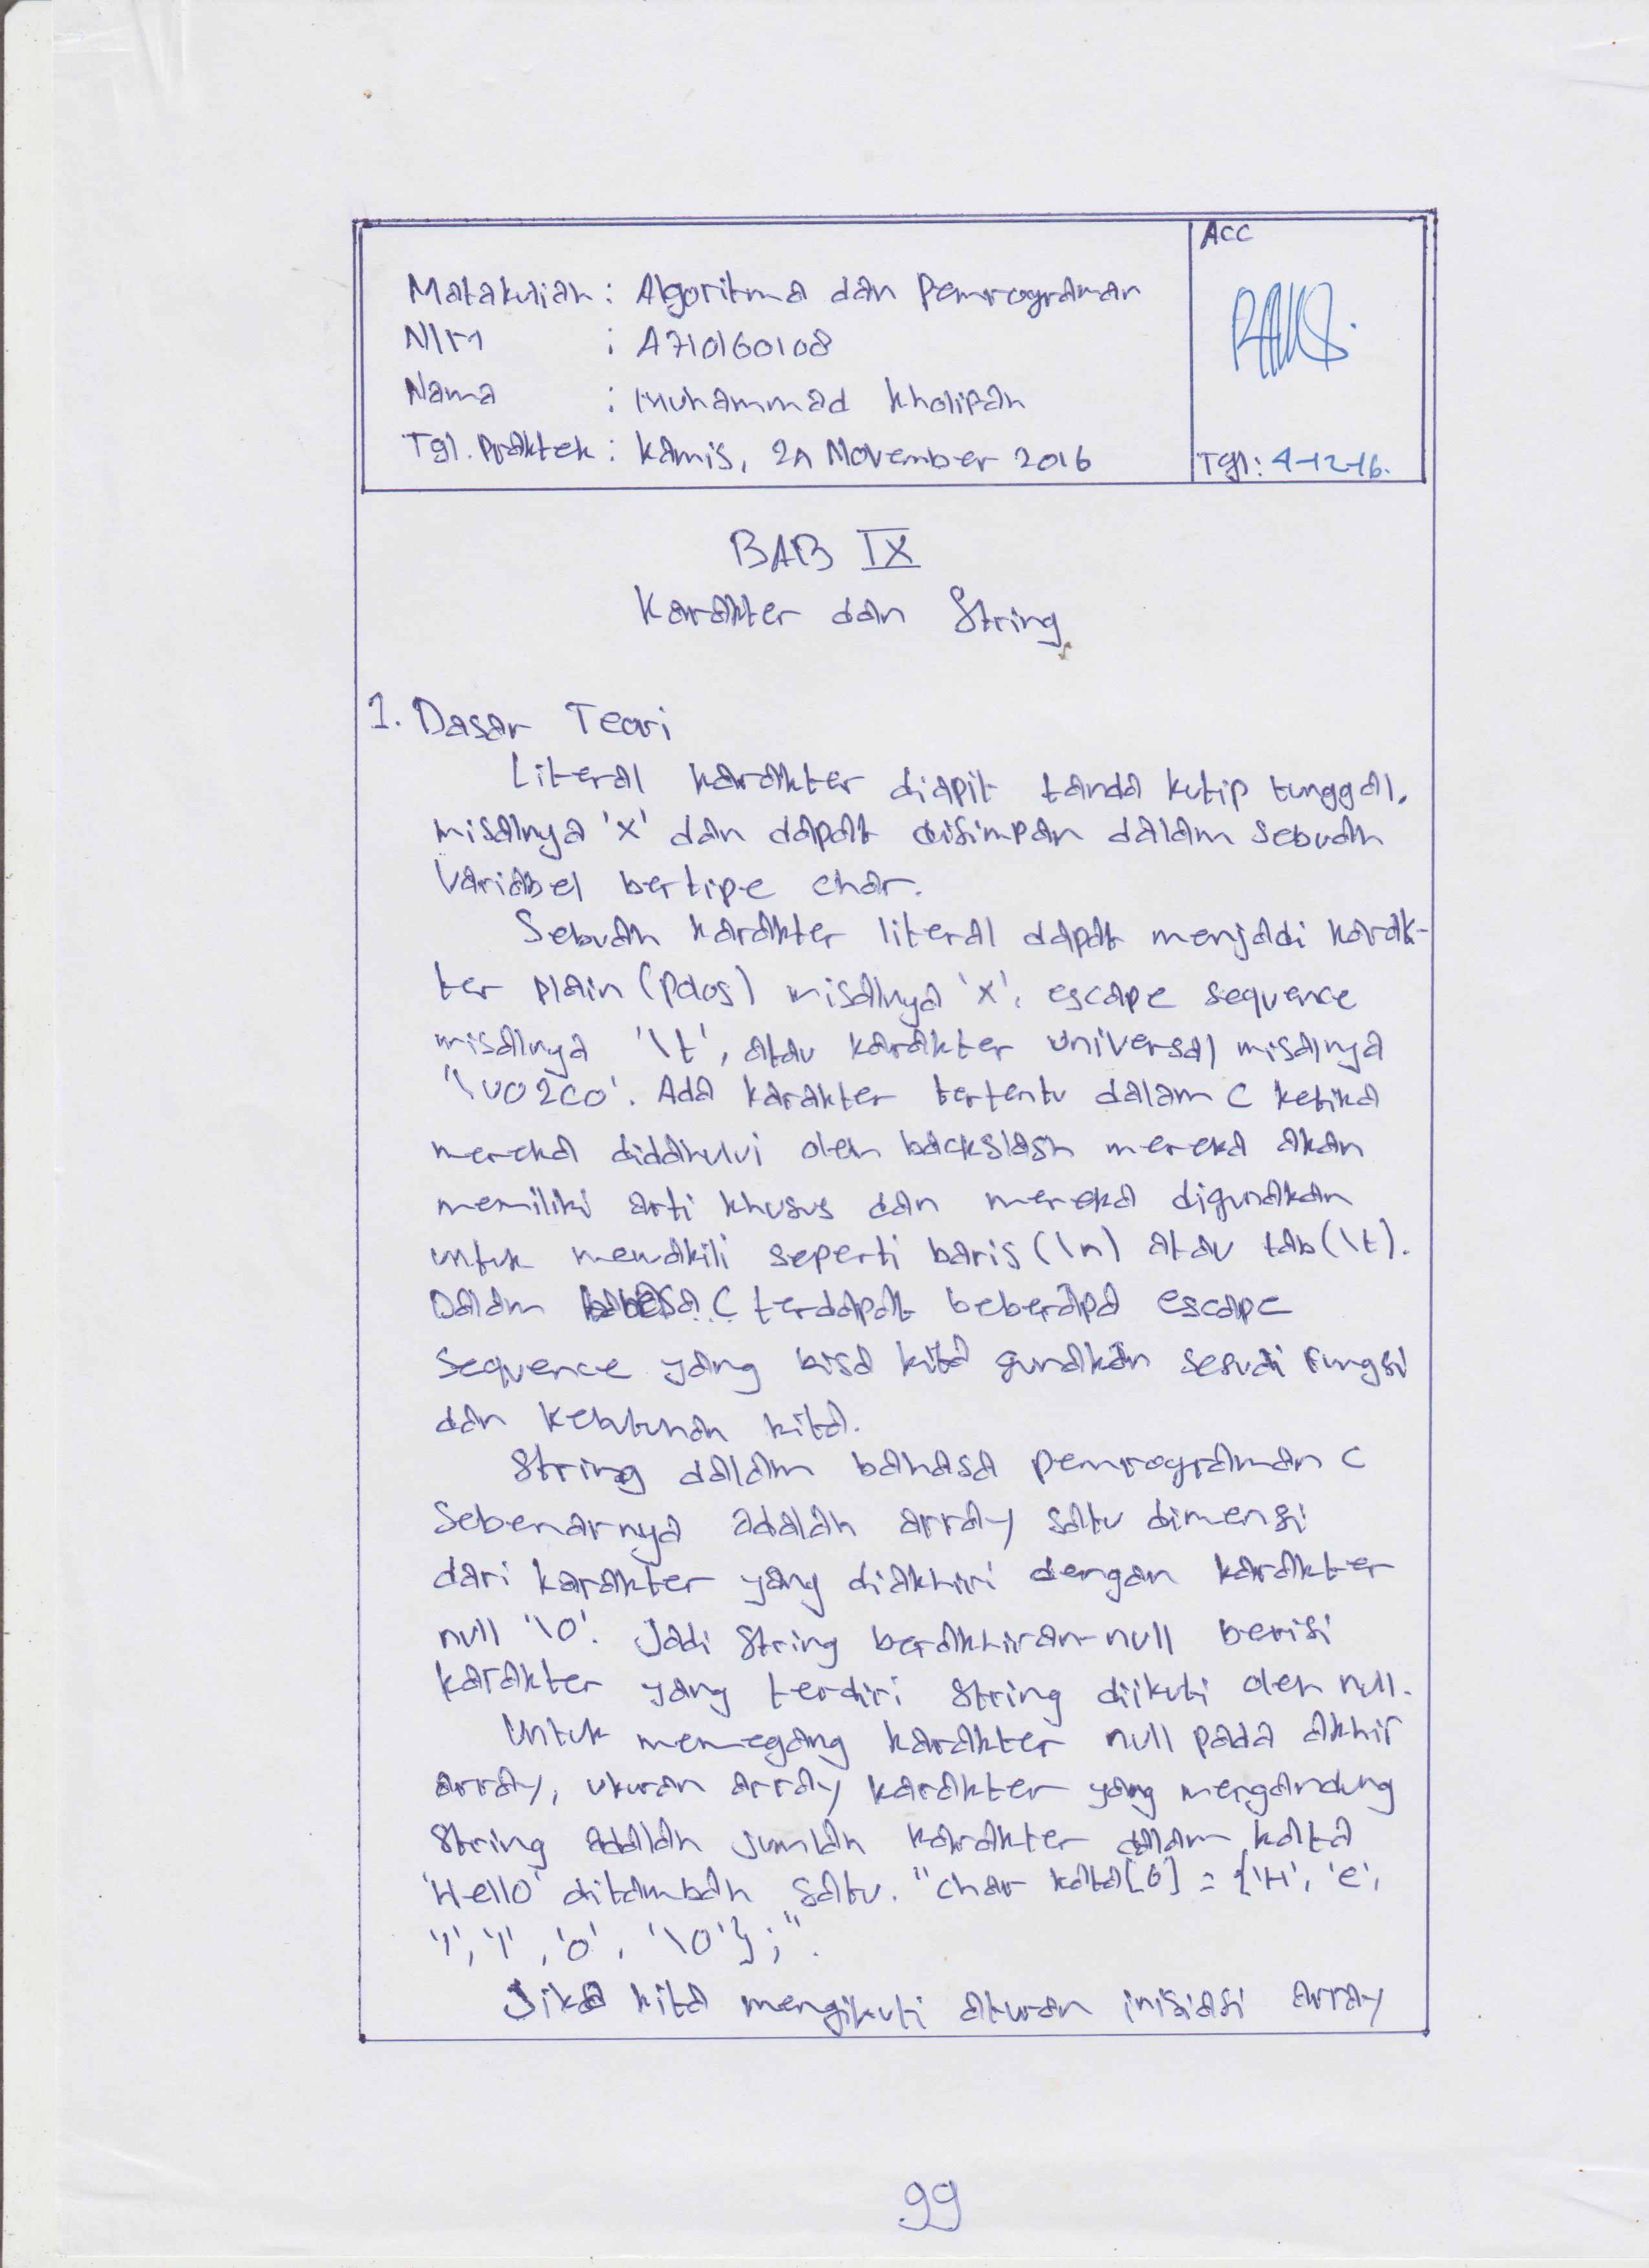 ACC
Matakuliah : Algoritma dan Pemrograman
NIM : A710160108
Nama : Muhammad Kholifah
Tgl. Praktek : Kamis, 24 November 2016
Tgl : 4-12-16.
BAB IX
Karakter dan String
1. Dasar Teori
Literal karakter diapit tanda kutip tunggal,
misalnya 'x' dan dapat disimpan dalam sebuah
Variabel bertipe char.
Sebuah karakter literal dapat menjadi karak-
ter plain (polos) misalnya 'x', escape sequence
misalnya '\t', atau karakter universal misalnya
'\u02C0'. Ada karakter tertentu dalam C ketika
mereka didahului oleh backslash mereka akan
memiliki arti khusus dan mereka digunakan
untuk mewakili seperti baris (\n) atau tab (\t).
Dalam bahasa C terdapat beberapa escape
sequence yang bisa kita gunakan sesuai fungsi
dan kebutuhan kita.
String dalam bahasa pemrograman C
Sebenarnya adalah array satu dimensi
dari karakter yang diakhiri dengan karakter
null '\0'. Jadi string berakhiran-null berisi
karakter yang terdiri string diikuti oleh null.
Untuk memegang karakter null pada akhir
array, ukuran array karakter yang mengandung
String adalah jumlah karakter dalam kata
'Hello' ditambah satu. "char kata[6] = {'H', 'e',
'l', 'l', 'o', '\0'};".
Jika kita mengikuti aturan inisiasi array
99